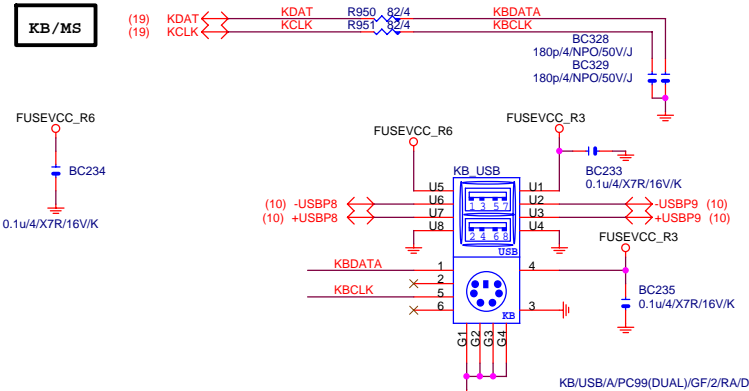 KB/MS
(19) KDAT KDAT R950 82/4 KBDATA
(19) KCLK KCLK R951 82/4 KBCLK
BC328
180p/4/NPO/50V/J
BC329
180p/4/NPO/50V/J
FUSEVCC_R6
BC234
0.1u/4/X7R/16V/K
FUSEVCC_R6
FUSEVCC_R3
BC233
0.1u/4/X7R/16V/K
KB_USB
U5 U1
(10) -USBP8 U6 U2 -USBP9 (10)
(10) +USBP8 U7 U3 +USBP9 (10)
U8 U4
1 3 5 7
2 4 6 8
USB
FUSEVCC_R3
KBDATA 1 4
2
KBCLK 5
6 3
KB
BC235
0.1u/4/X7R/16V/K
G1 G2 G3 G4
KB/USB/A/PC99(DUAL)/GF/2/RA/D